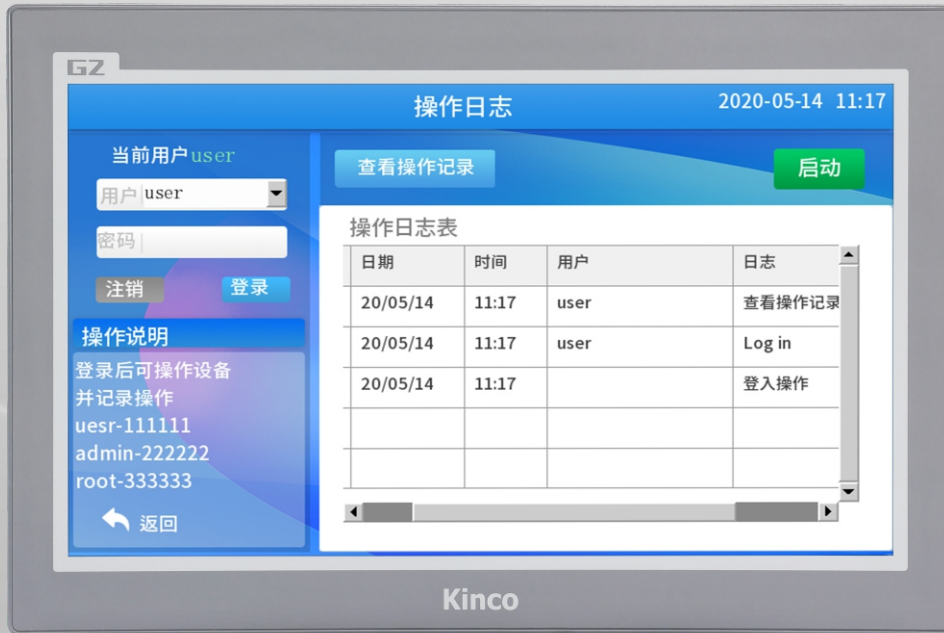 G2
操作日志
2020-05-14 11:17
当前用户user
用户 user
密码
注销
登录
操作说明
登录后可操作设备
并记录操作
uesr-111111
admin-222222
root-333333
返回
查看操作记录
启动
操作日志表
日期 时间 用户 日志
20/05/14 11:17 user 查看操作记录
20/05/14 11:17 user Log in
20/05/14 11:17 登入操作
Kinco